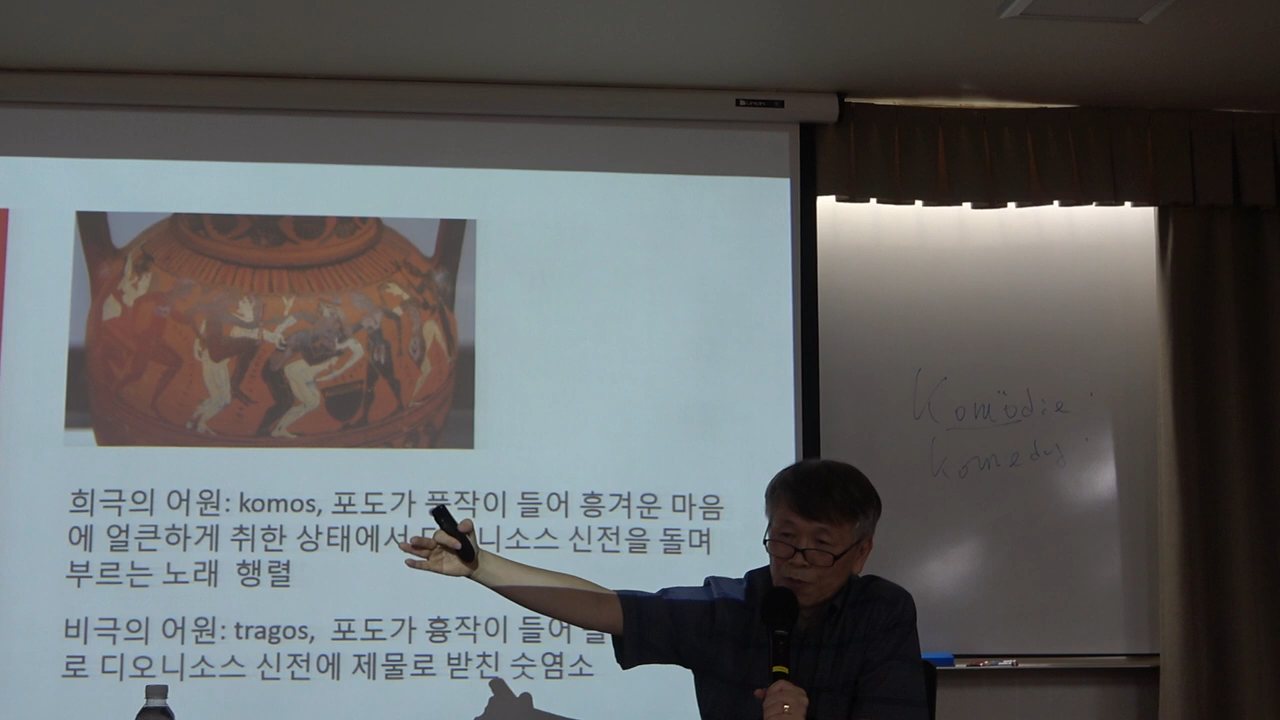 희극의 어원: komos, 포도가 풍작이 들어 흥겨운 마음
에 얼큰하게 취한 상태에서 디오니소스 신전을 돌며
부르는 노래 행렬
비극의 어원: tragos, 포도가 흉작이 들어
로 디오니소스 신전에 제물로 받친 숫염소
Komödie
komedy